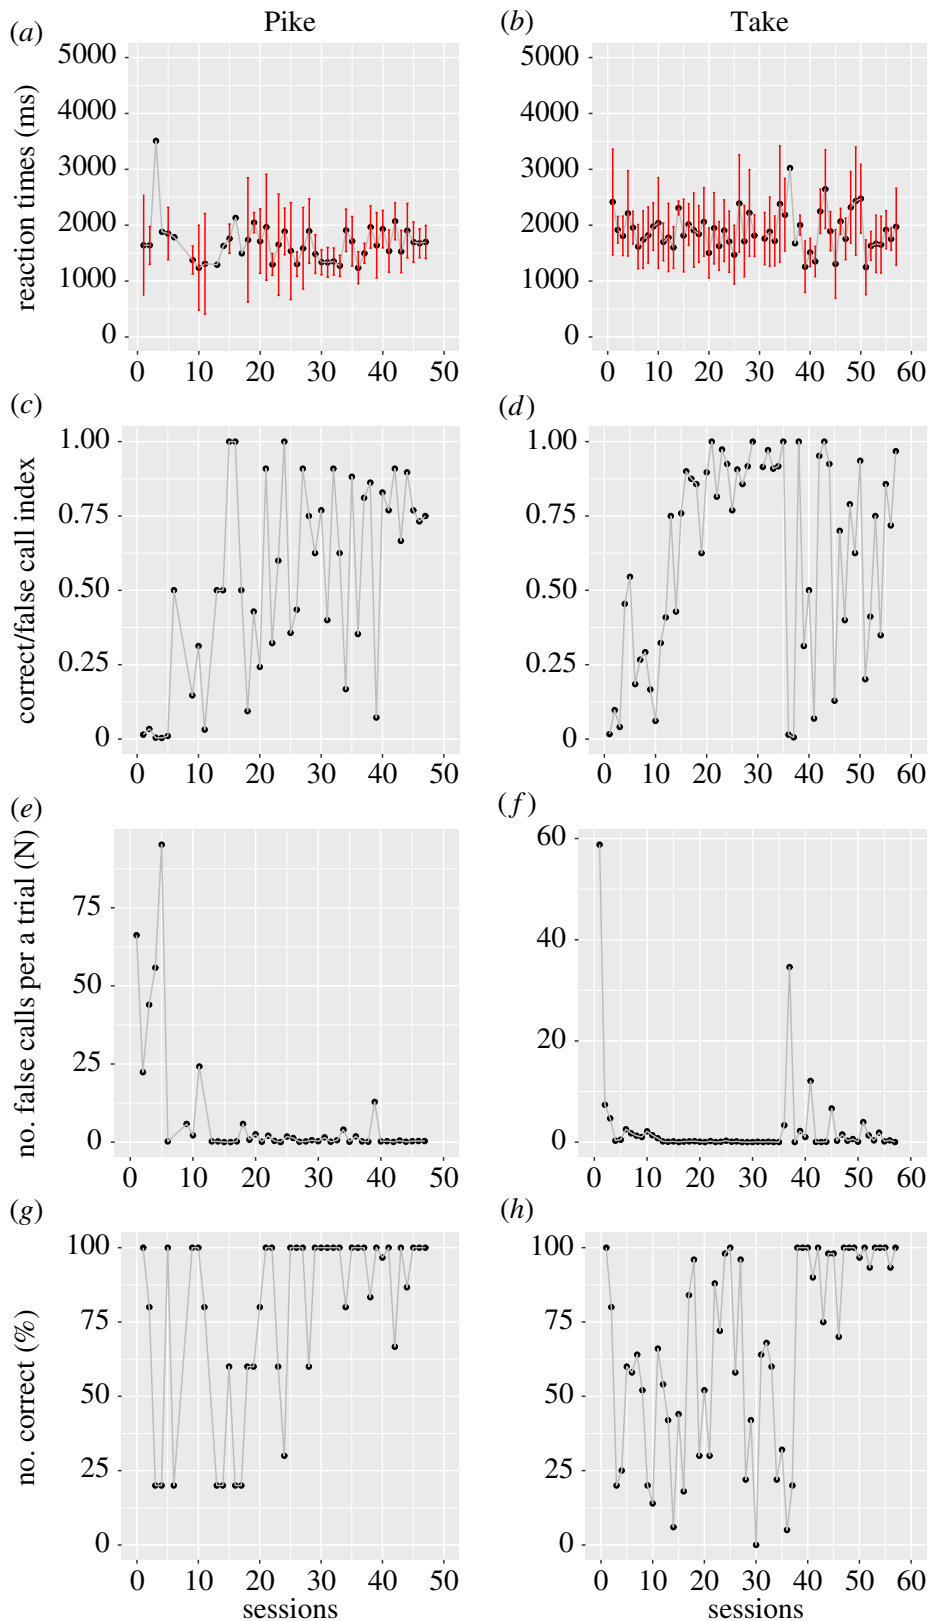 (a) Pike (b) Take
reaction times (ms)
5000 5000
4000 4000
3000 3000
2000 2000
1000 1000
0 0
0 10 20 30 40 50 0 10 20 30 40 50 60
(c) (d)
correct/false call index
1.00 1.00
0.75 0.75
0.50 0.50
0.25 0.25
0 0
0 10 20 30 40 50 0 10 20 30 40 50 60
(e) (f)
no. false calls per a trial (N)
60
75
40
50
20
25
0 0
0 10 20 30 40 50 0 10 20 30 40 50 60
(g) (h)
no. correct (%)
100 100
75 75
50 50
25 25
0 0
0 10 20 30 40 50 0 10 20 30 40 50 60
sessions sessions